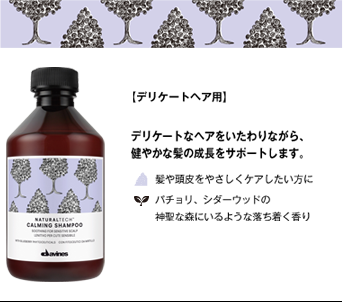 【デリケートヘア用】
デリケートなヘアをいたわりながら、
健やかな髪の成長をサポートします。
髪や頭皮をやさしくケアしたい方に
パチョリ、シダーウッドの
神聖な森にいるような落ち着く香り
NATURALTECH
CALMING SHAMPOO
SOOTHING FOR SENSITIVE SCALP
davines